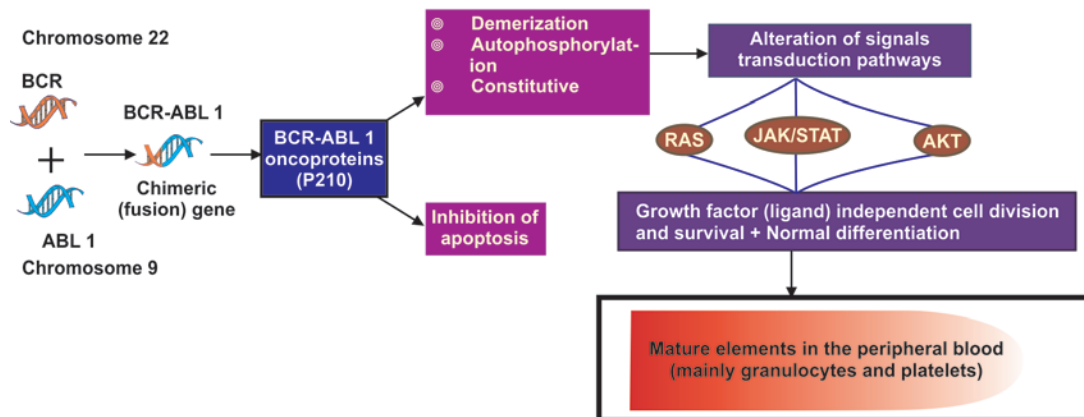 Chromosome 22
BCR
+
ABL 1
Chromosome 9
BCR-ABL 1
Chimeric
(fusion) gene
BCR-ABL 1
oncoproteins
(P210)
Demerization
Autophosphorylat-
ion
Constitutive
Inhibition of
apoptosis
Alteration of signals
transduction pathways
RAS
JAK/STAT
AKT
Growth factor (ligand) independent cell division
and survival + Normal differentiation
Mature elements in the peripheral blood
(mainly granulocytes and platelets)